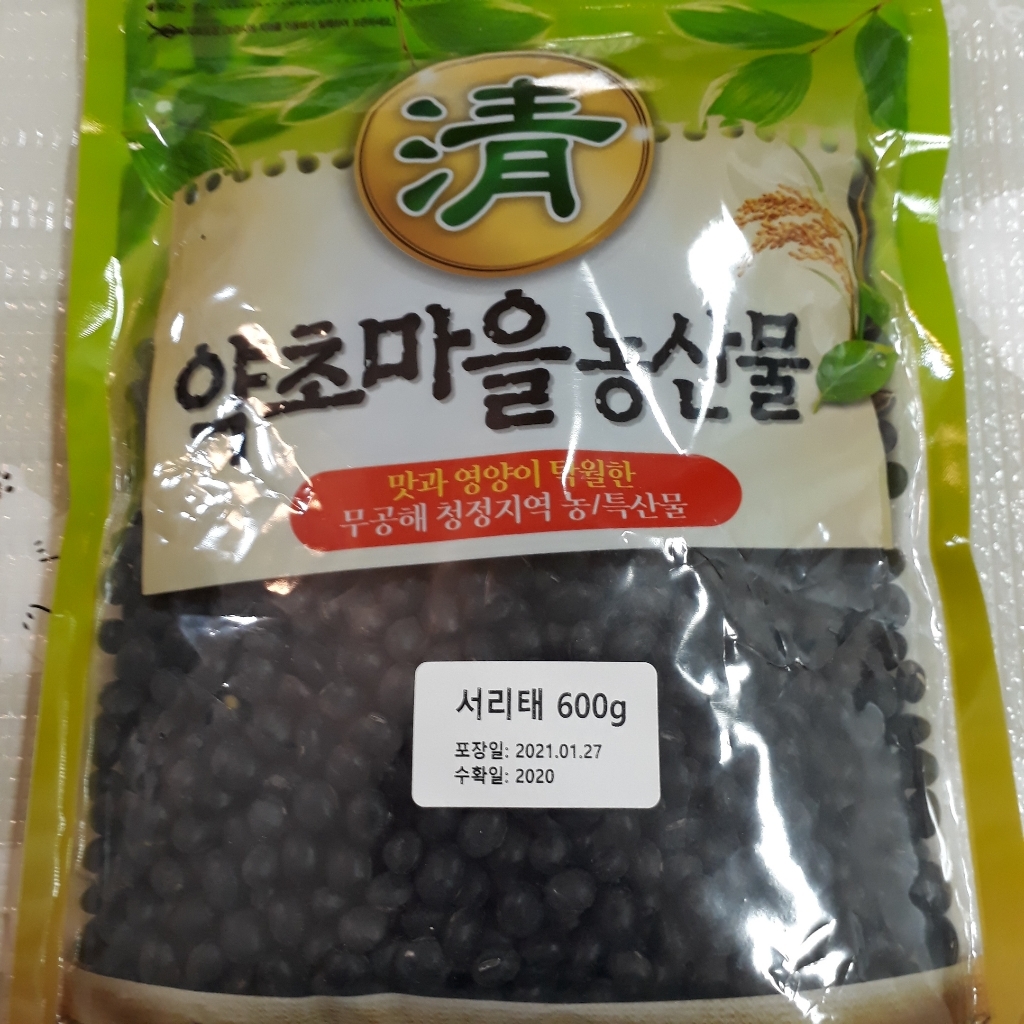 清
약초마을 농산물
맛과 영양이 탁월한
무공해 청정지역 농/특산물
서리태 600g
포장일: 2021.01.27
수확일: 2020